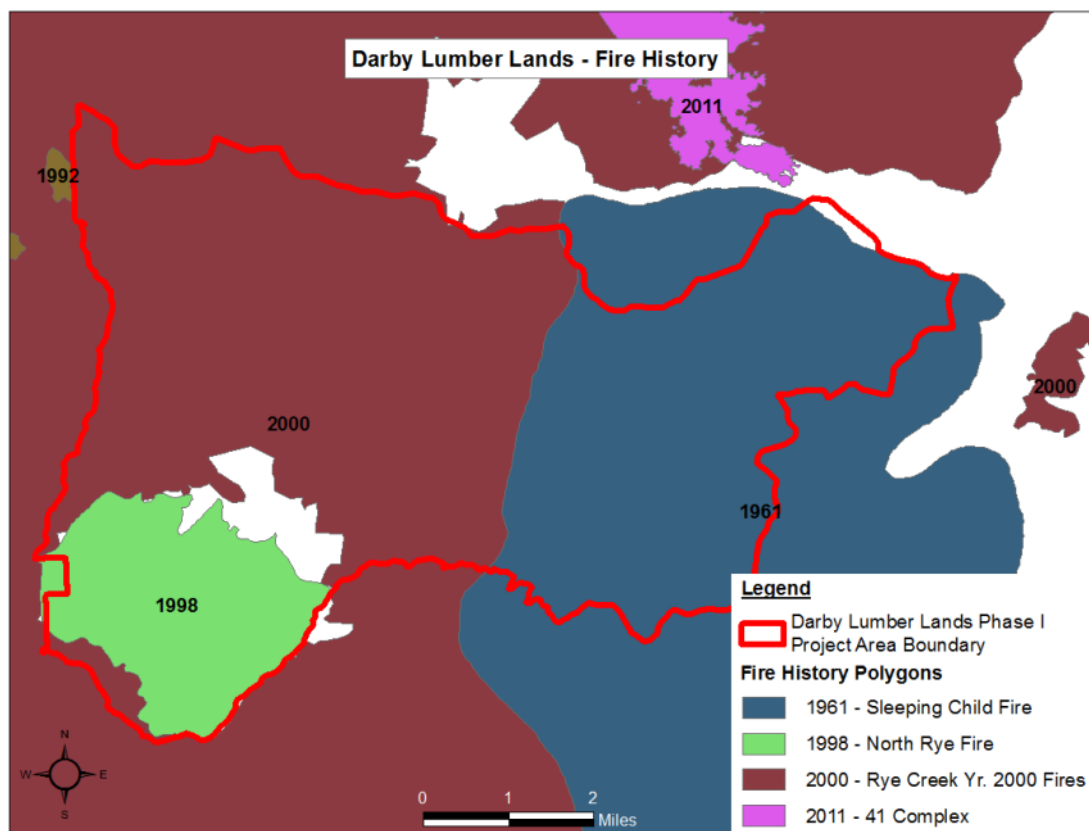 Darby Lumber Lands - Fire History
2011
1992
2000
2000
1961
1998
Legend
Darby Lumber Lands Phase I
Project Area Boundary
Fire History Polygons
1961 - Sleeping Child Fire
1998 - North Rye Fire
2000 - Rye Creek Yr. 2000 Fires
2011 - 41 Complex
N
W E
S
0 1 2
Miles